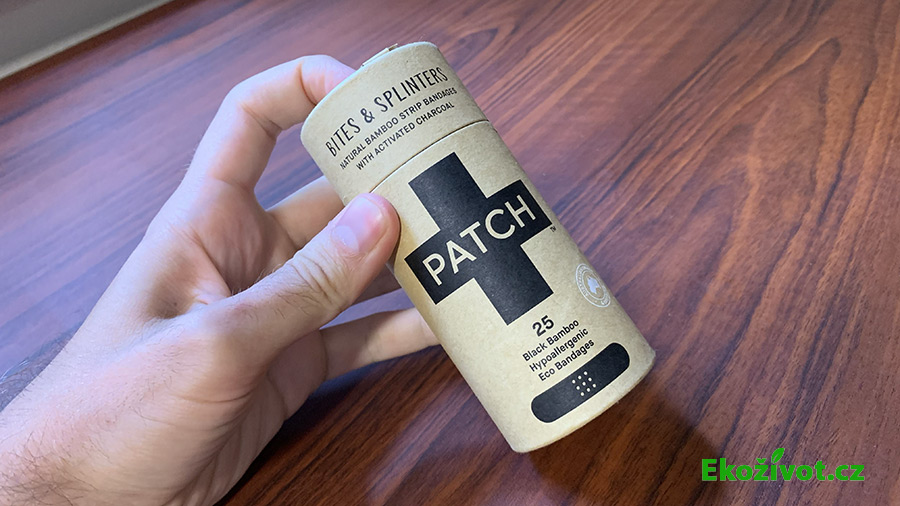 BITES & SPLINTERS
NATURAL BAMBOO STRIP BANDAGES
WITH ACTIVATED CHARCOAL
PATCH
TM
25
Black Bamboo
Hypoallergenic
Eco Bandages
Ekoživot.cz